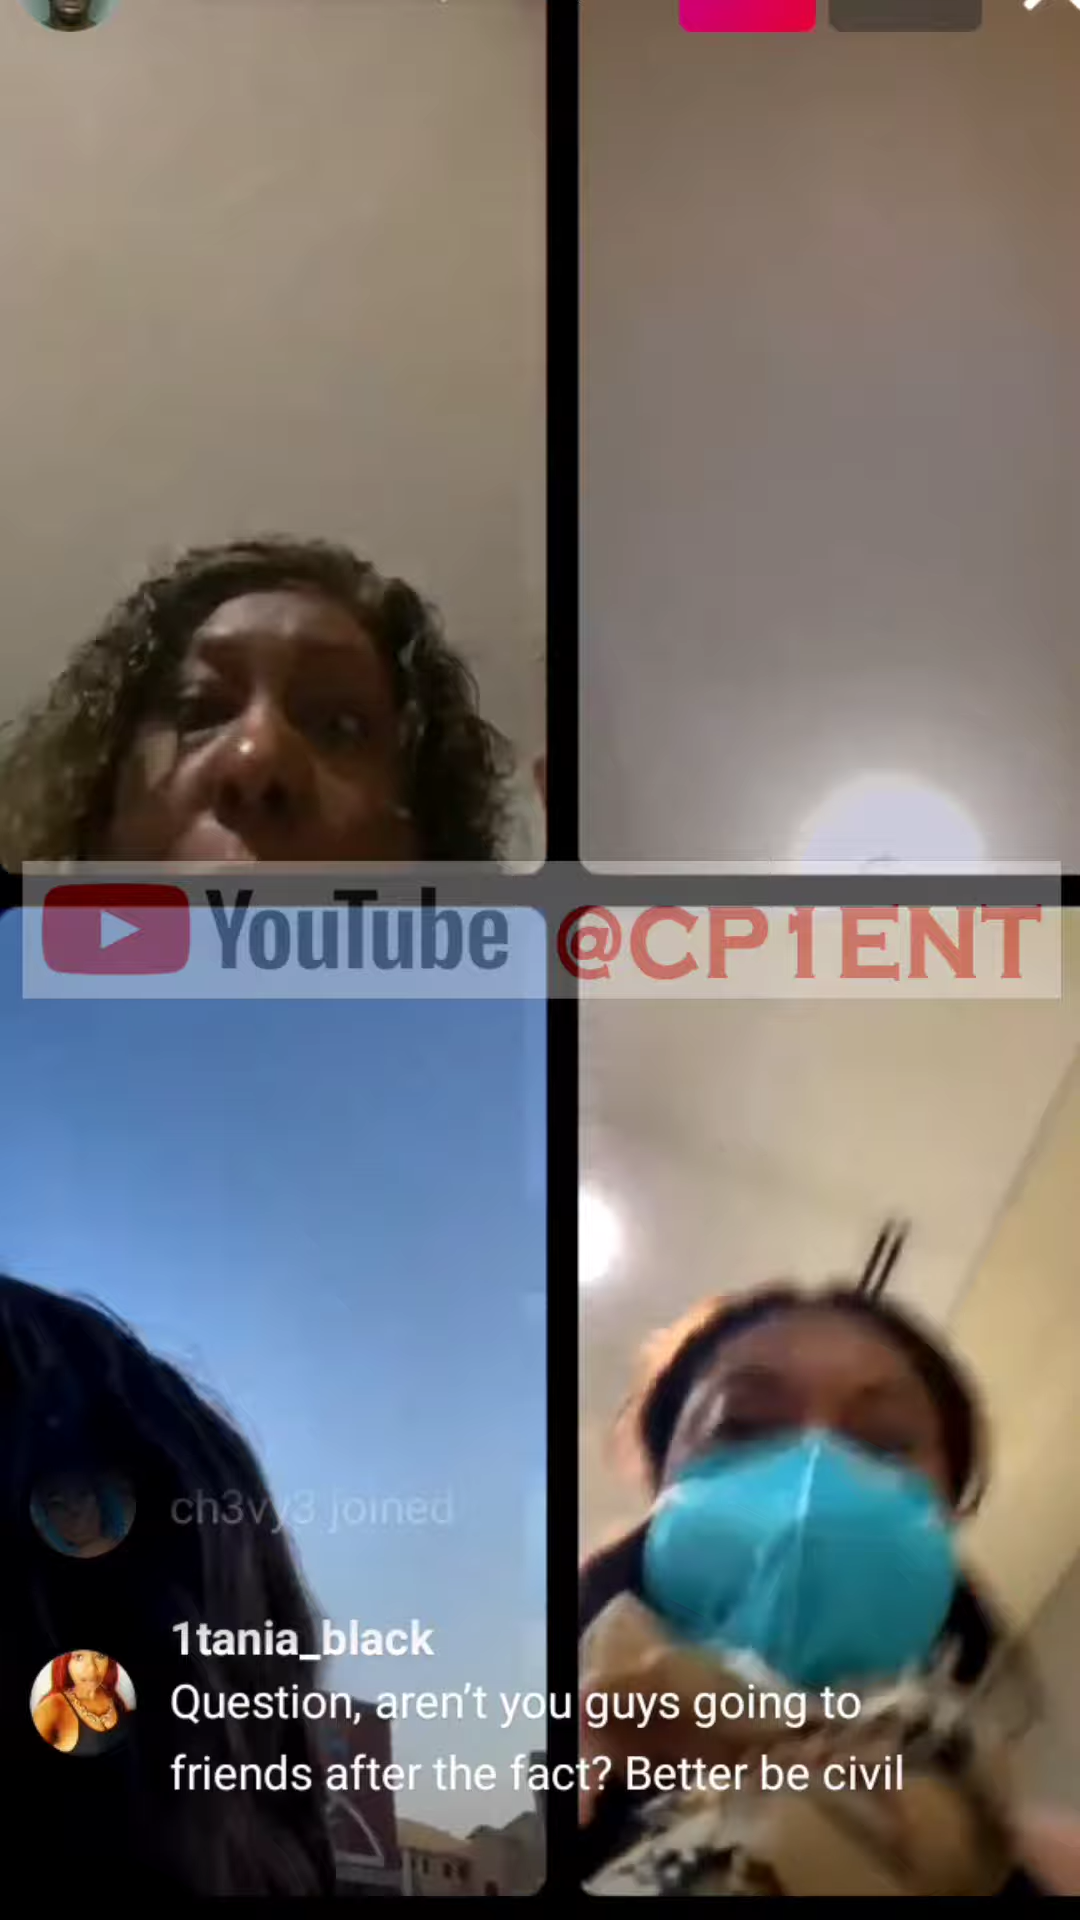 YouTube @CP1ENT
ch3vy3 joined
1tania_black
Question, aren’t you guys going to
friends after the fact? Better be civil